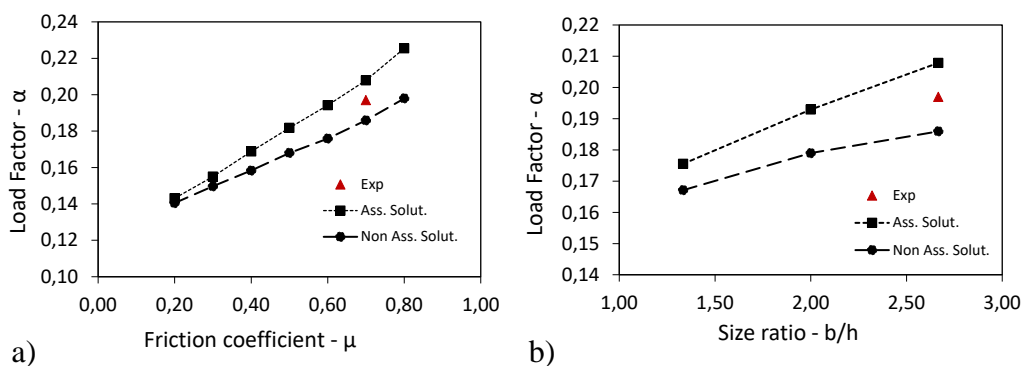 0,24
0,22
0,20
0,18
0,16
0,14
0,12
0,10
Load Factor - α
0,00 0,20 0,40 0,60 0,80 1,00
Friction coefficient - μ
Exp
Ass. Solut.
Non Ass. Solut.
a)
0,22
0,21
0,20
0,19
0,18
0,17
0,16
0,15
0,14
Load Factor - α
1,00 1,50 2,00 2,50 3,00
Size ratio - b/h
Exp
Ass. Solut.
Non Ass. Solut.
b)